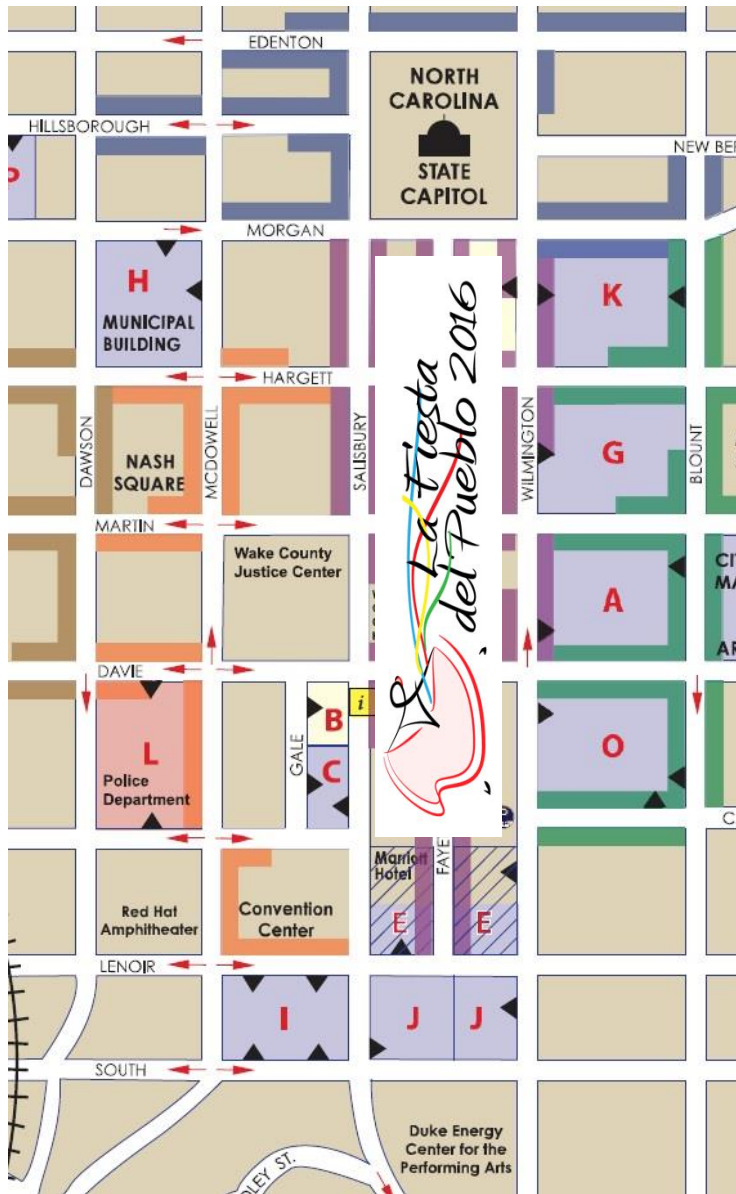 EDENTON
NORTH
CAROLINA
STATE
CAPITOL
HILLSBOROUGH
P
MORGAN
H
MUNICIPAL
BUILDING
K
HARGETT
DAWSON
NASH
SQUARE
MCDOWELL
SALISBURY
La Fiesta
del Pueblo 2016
WILMINGTON
G
BLOUNT
MARTIN
Wake County
Justice Center
A
DAVIE
L
Police
Department
GALE
B
i
C
O
Marriott
Hotel
Red Hat
Amphitheater
Convention
Center
E
E
LENOIR
I
J
J
SOUTH
Duke Energy
Center for the
Performing Arts